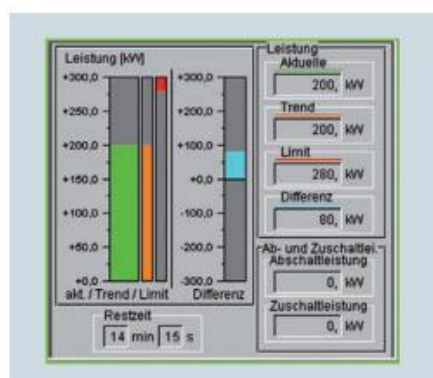 Leistung [kW]
+300,0
+250,0
+200,0
+150,0
+100,0
+50,0
+0,0
akt. / Trend / Limit
+300,0
+200,0
+100,0
+0,0
-100,0
-200,0
-300,0
Differenz
Restzeit
14 min 15 s
Leistung
Aktuelle
200, kW
Trend
200, kW
Limit
280, kW
Differenz
80, kW
Ab- und Zuschaltlei.
Abschaltleistung
0, kW
Zuschaltleistung
0, kW